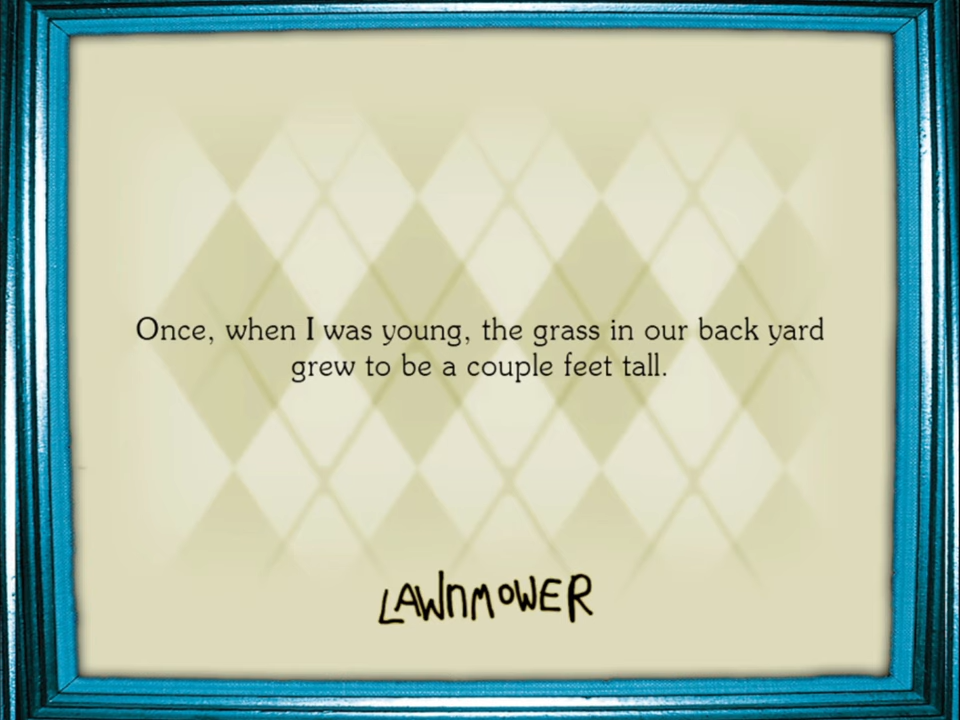 Once, when I was young, the grass in our back yard
grew to be a couple feet tall.
LAWNMOWER